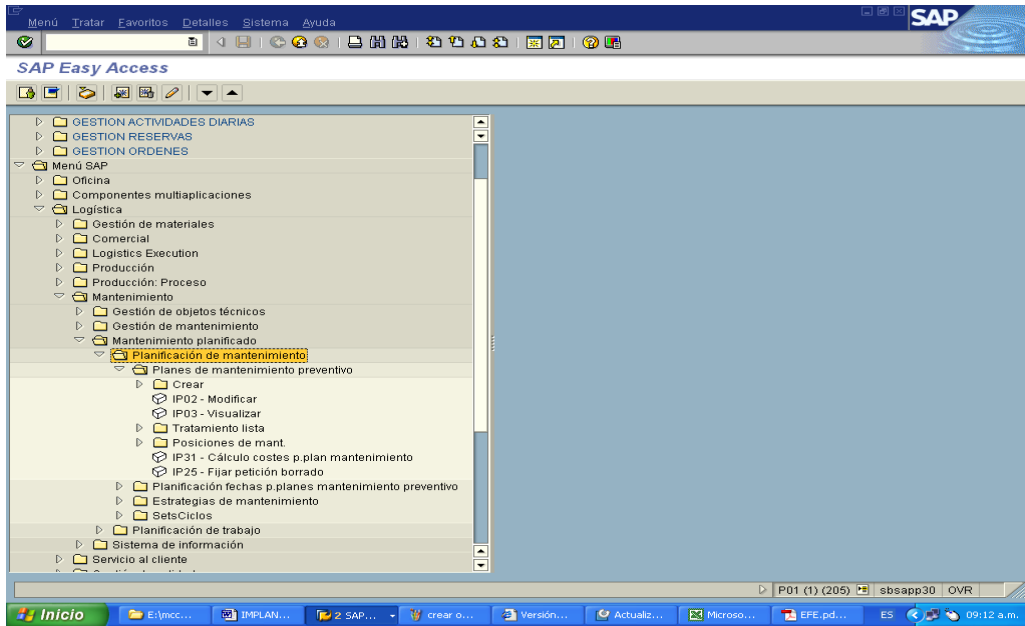 Menú Tratar Favoritos Detalles Sistema Ayuda
SAP
SAP Easy Access
GESTION ACTIVIDADES DIARIAS
GESTION RESERVAS
GESTION ORDENES
Menú SAP
Oficina
Componentes multiaplicaciones
Logística
Gestión de materiales
Comercial
Logistics Execution
Producción
Producción: Proceso
Mantenimiento
Gestión de objetos técnicos
Gestión de mantenimiento
Mantenimiento planificado
Planificación de mantenimiento
Planes de mantenimiento preventivo
Crear
IP02 - Modificar
IP03 - Visualizar
Tratamiento lista
Posiciones de mant.
IP31 - Cálculo costes p.plan mantenimiento
IP25 - Fijar petición borrado
Planificación fechas p.planes mantenimiento preventivo
Estrategias de mantenimiento
SetsCiclos
Planificación de trabajo
Sistema de información
Servicio al cliente
P01 (1) (205) sbsapp30 OVR
Inicio E:\mcc... IMPLAN... 2 SAP... crear o... Versión... Actualiz... Microso... EFE.pd... ES 09:12 a.m.